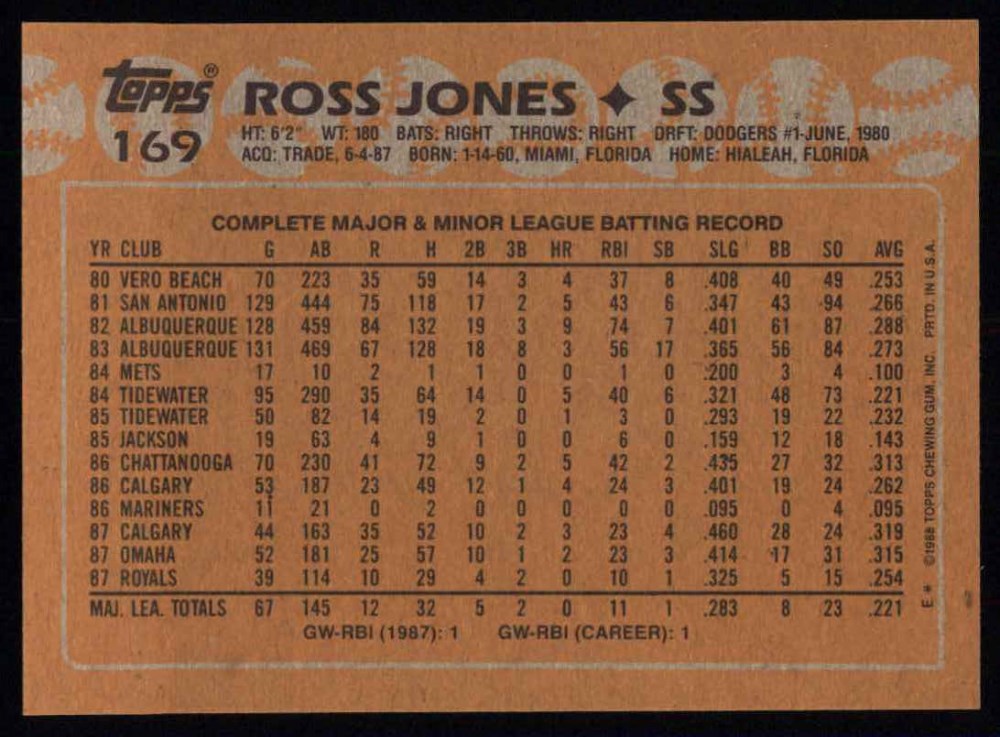 topps®
169
ROSS JONES ✦ SS
HT: 6'2" WT: 180 BATS: RIGHT THROWS: RIGHT DRFT: DODGERS #1-JUNE, 1980
ACQ: TRADE, 6-4-87 BORN: 1-14-60, MIAMI, FLORIDA HOME: HIALEAH, FLORIDA
COMPLETE MAJOR & MINOR LEAGUE BATTING RECORD
YR CLUB G AB R H 2B 3B HR RBI SB SLG BB SO AVG
80 VERO BEACH 70 223 35 59 14 3 4 37 8 .408 40 49 .253
81 SAN ANTONIO 129 444 75 118 17 2 5 43 6 .347 43 94 .266
82 ALBUQUERQUE 128 459 84 132 19 3 9 74 7 .401 61 87 .288
83 ALBUQUERQUE 131 469 67 128 18 8 3 56 17 .365 56 84 .273
84 METS 17 10 2 1 1 0 0 1 0 .200 3 4 .100
84 TIDEWATER 95 290 35 64 14 0 5 40 6 .321 48 73 .221
85 TIDEWATER 50 82 14 19 2 0 1 3 0 .293 19 22 .232
85 JACKSON 19 63 4 9 1 0 0 6 0 .159 12 18 .143
86 CHATTANOOGA 70 230 41 72 9 2 5 42 2 .435 27 32 .313
86 CALGARY 53 187 23 49 12 1 4 24 3 .401 19 24 .262
86 MARINERS 11 21 0 2 0 0 0 0 0 .095 0 4 .095
87 CALGARY 44 163 35 52 10 2 3 23 4 .460 28 24 .319
87 OMAHA 52 181 25 57 10 1 2 23 3 .414 17 31 .315
87 ROYALS 39 114 10 29 4 2 0 10 1 .325 5 15 .254
MAJ. LEA. TOTALS 67 145 12 32 5 2 0 11 1 .283 8 23 .221
GW-RBI (1987): 1 GW-RBI (CAREER): 1
E * ©1988 TOPPS CHEWING GUM, INC. PRTD. IN U.S.A.